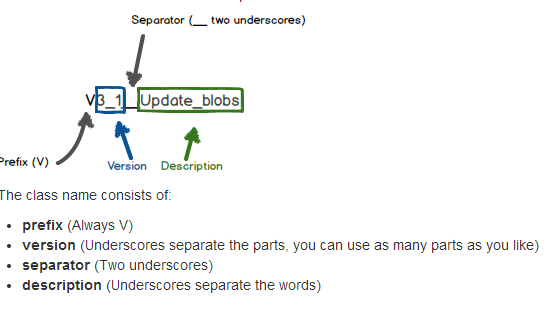 Separator (__ two underscores)
V3_1__Update_blobs
Prefix (V)
Version Description
The class name consists of:
• prefix (Always V)
• version (Underscores separate the parts, you can use as many parts as you like)
• separator (Two underscores)
• description (Underscores separate the words)